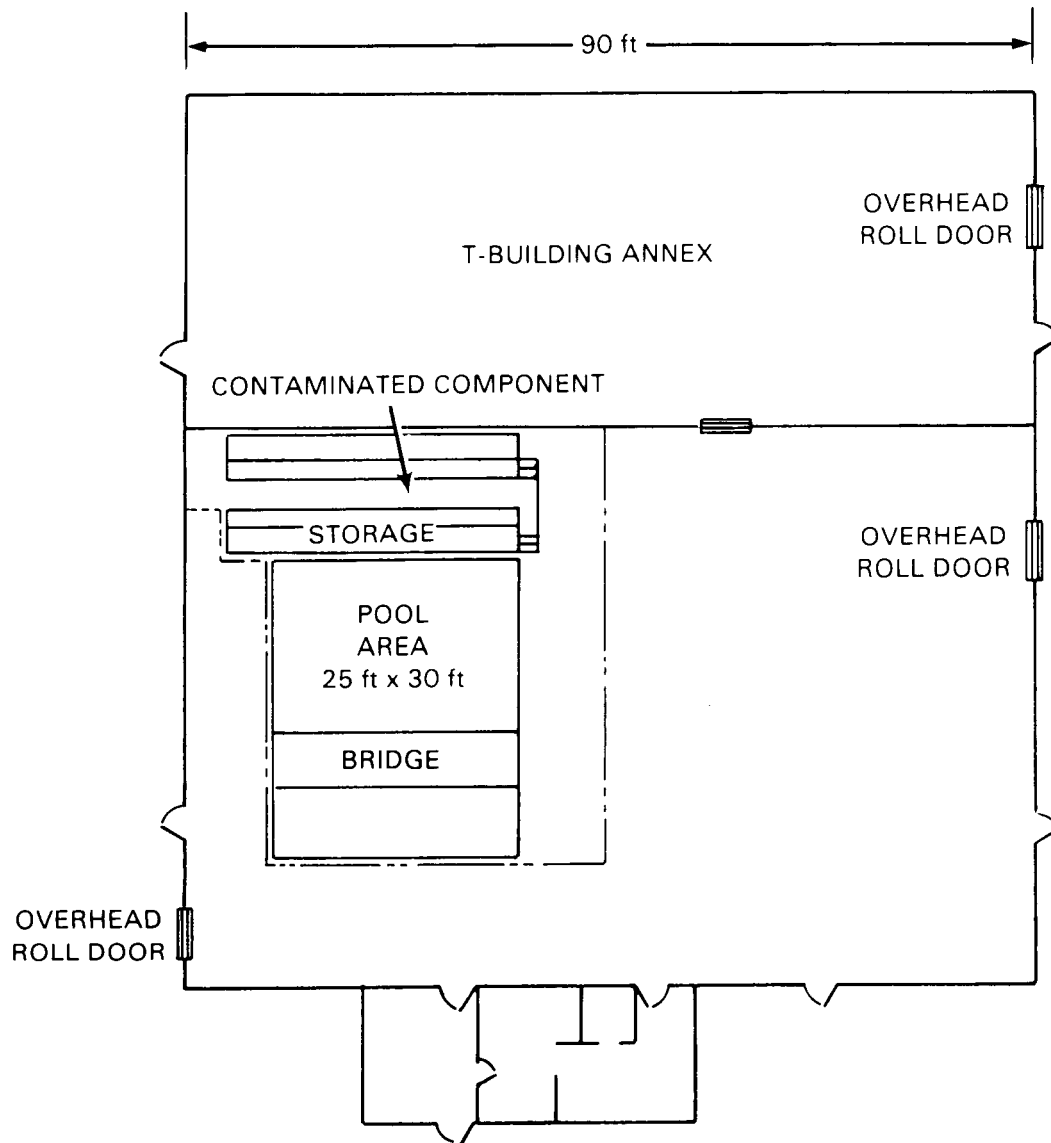 90 ft
OVERHEAD
ROLL DOOR
T-BUILDING ANNEX
CONTAMINATED COMPONENT
STORAGE
OVERHEAD
ROLL DOOR
POOL
AREA
25 ft x 30 ft
BRIDGE
OVERHEAD
ROLL DOOR